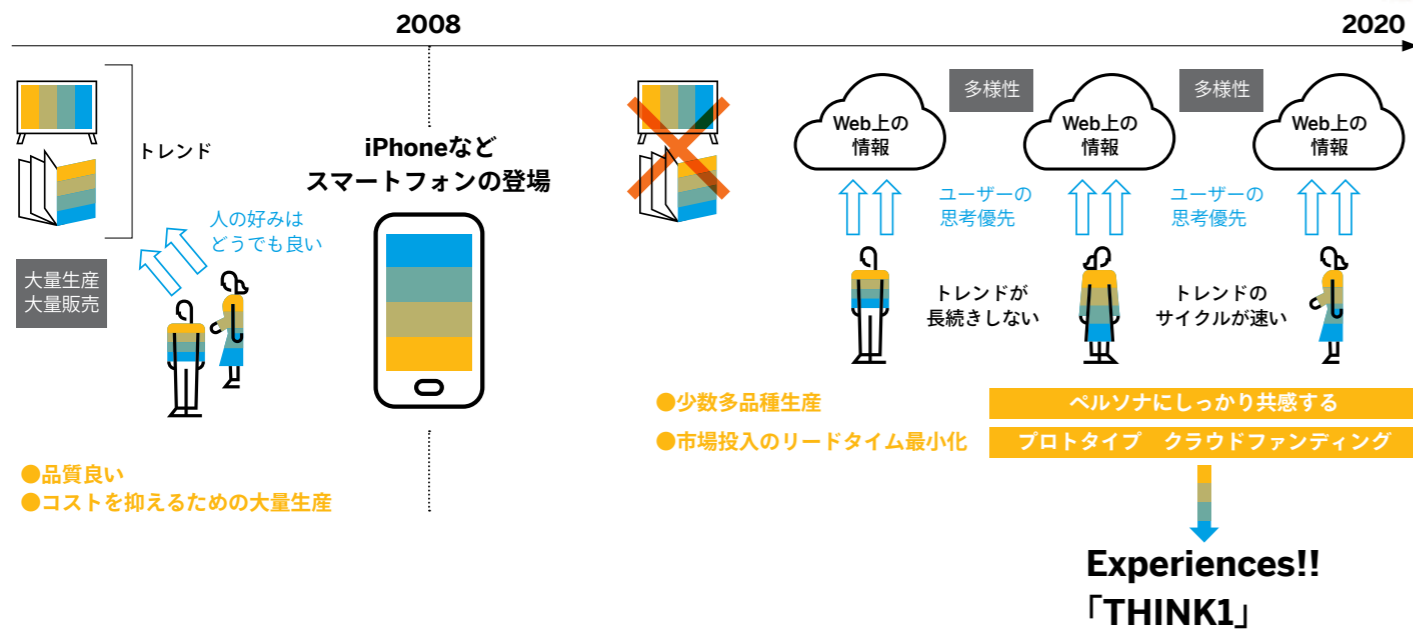 2008
2020
トレンド
人の好みは
どうでも良い
大量生産
大量販売
●品質良い
●コストを抑えるための大量生産
iPhoneなど
スマートフォンの登場
Web上の
情報
多様性
Web上の
情報
多様性
Web上の
情報
ユーザーの
思考優先
ユーザーの
思考優先
トレンドが
長続きしない
トレンドの
サイクルが速い
●少数多品種生産
ペルソナにしっかり共感する
●市場投入のリードタイム最小化
プロトタイプ クラウドファンディング
Experiences!!
「THINK1」